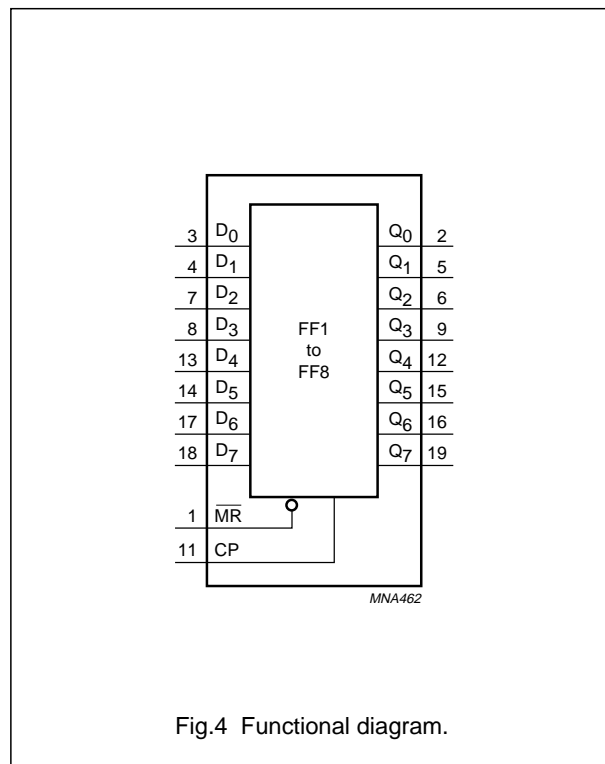 3 D0 Q0 2
4 D1 Q1 5
7 D2 Q2 6
8 D3 Q3 9
FF1
to
FF8
13 D4 Q4 12
14 D5 Q5 15
17 D6 Q6 16
18 D7 Q7 19
1 M̅R̅
11 CP
MNA462
Fig.4 Functional diagram.